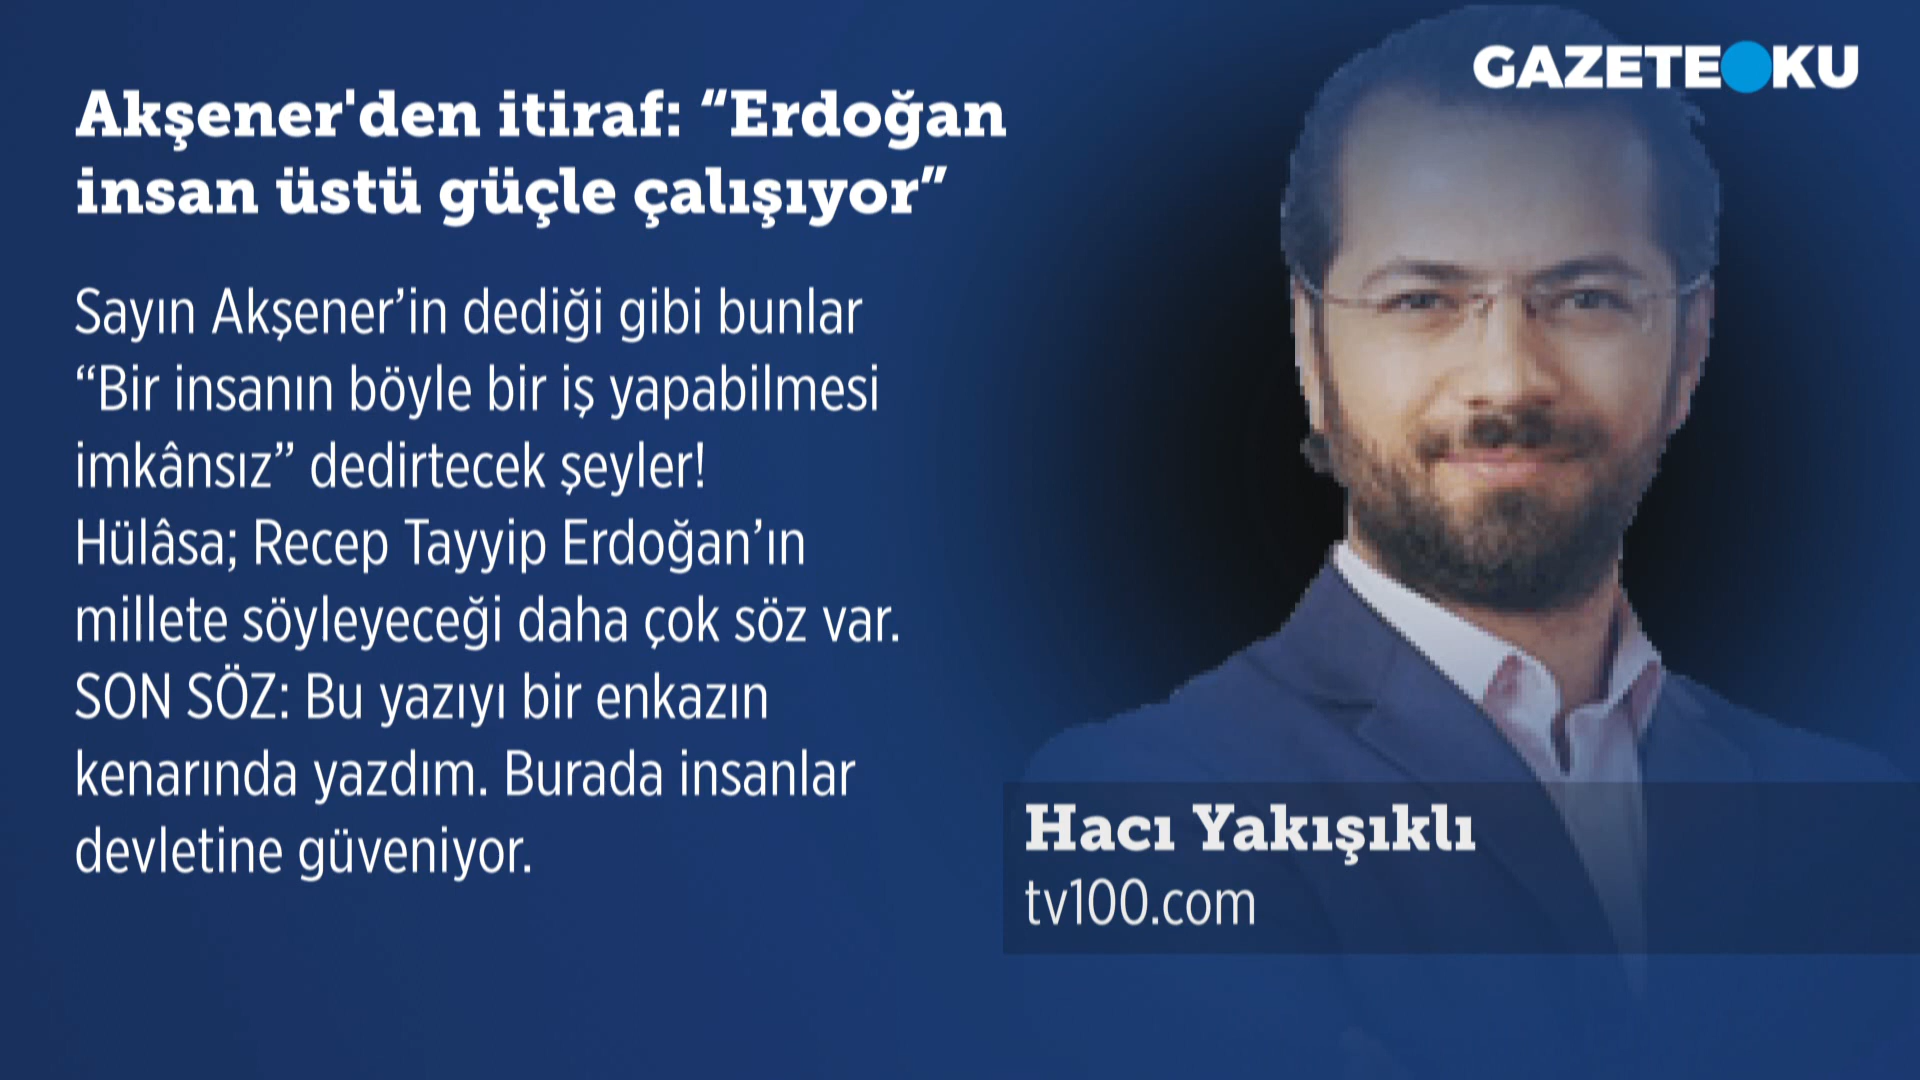 GAZETE OKU
Akşener'den itiraf: “Erdoğan
insan üstü güçle çalışıyor”
Sayın Akşener’in dediği gibi bunlar
“Bir insanın böyle bir iş yapabilmesi
imkânsız” dedirtecek şeyler!
Hülâsa; Recep Tayyip Erdoğan’ın
millete söyleyeceği daha çok söz var.
SON SÖZ: Bu yazıyı bir enkazın
kenarında yazdım. Burada insanlar
devletine güveniyor.
Hacı Yakışıklı
tv100.com